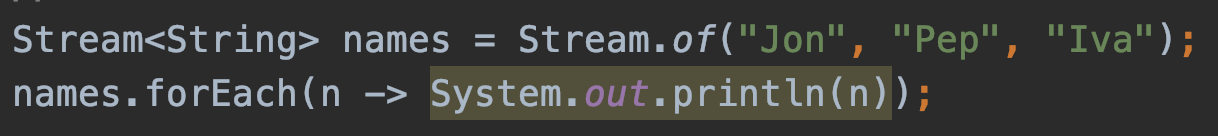 Stream<String> names = Stream.of("Jon", "Pep", "Iva");
names.forEach(n -> System.out.println(n));